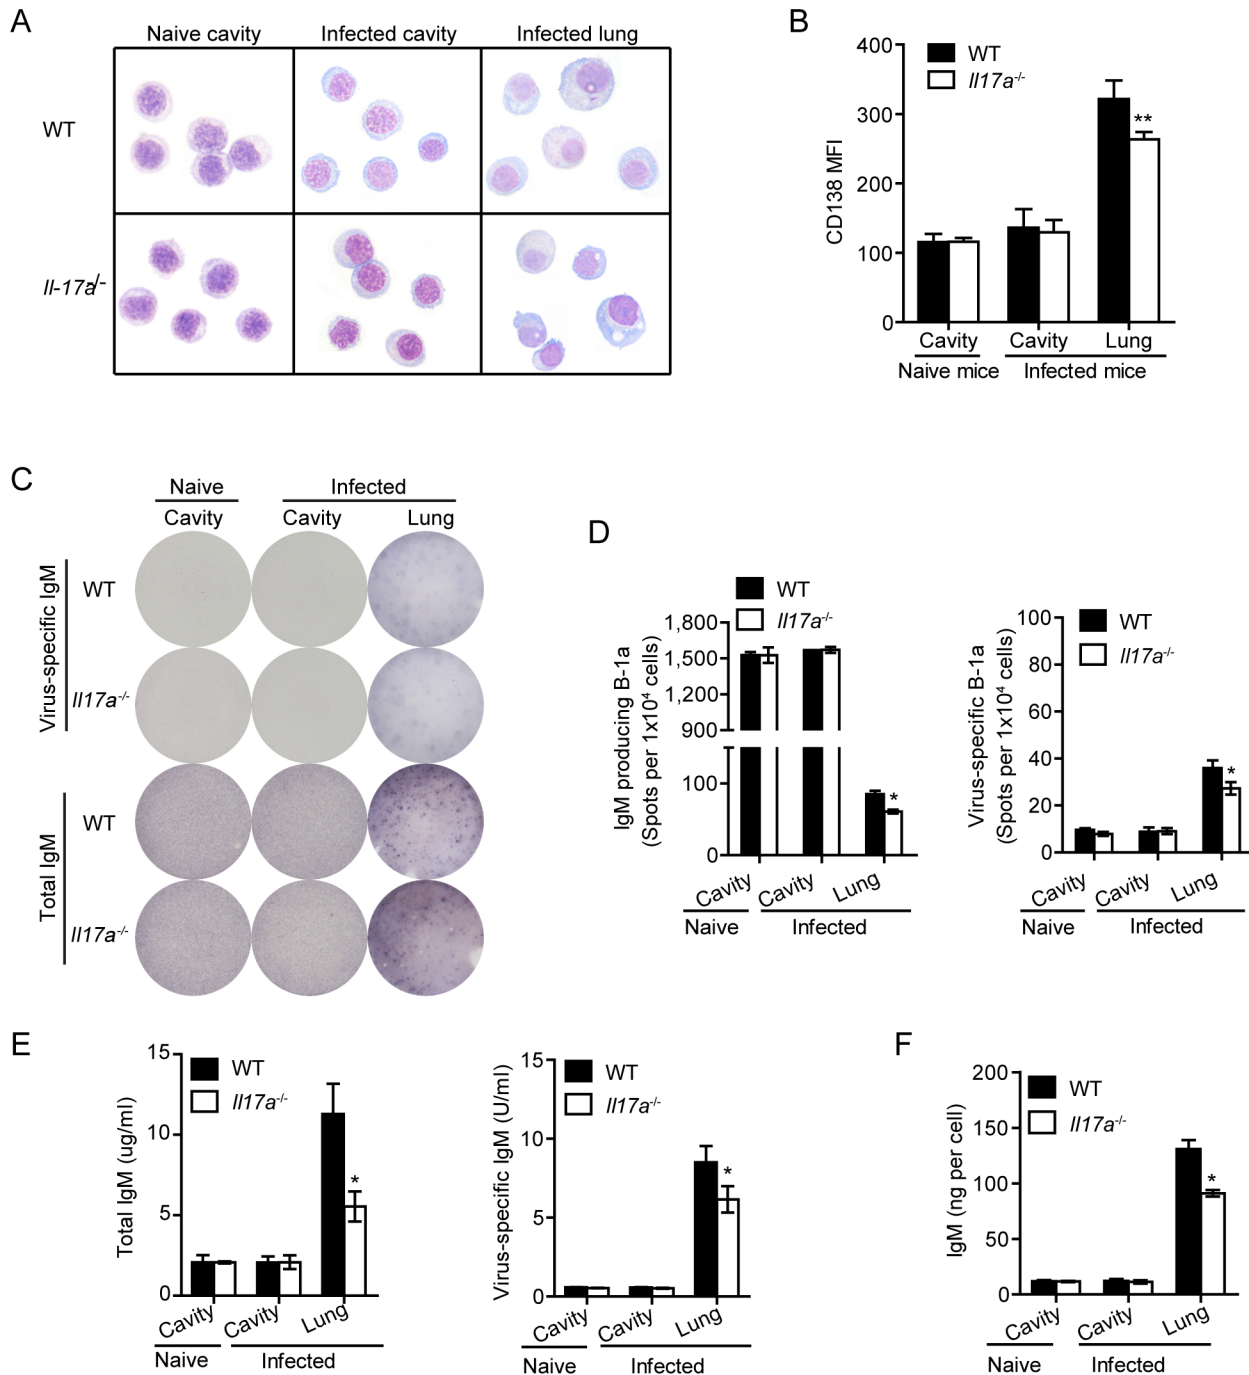 A
Naive cavity Infected cavity Infected lung
WT
Il-17a-/-
B
400
300
200
100
0
CD138 MFI
WT
Il17a-/-
**
Cavity Cavity Lung
Naive mice Infected mice
C
Naive Infected
Cavity Cavity Lung
Virus-specific IgM
WT
Il17a-/-
Total IgM
WT
Il17a-/-
D
WT
Il17a-/-
IgM producing B-1a
(Spots per 1x10⁴ cells)
1,800
1,500
1,200
900
100
0
*
Cavity Cavity Lung
Naive Infected
Virus-specific B-1a
(Spots per 1x10⁴ cells)
100
80
60
40
20
0
WT
Il17a-/-
*
Cavity Cavity Lung
Naive Infected
E
Total IgM (ug/ml)
15
10
5
0
WT
Il17a-/-
*
Cavity Cavity Lung
Naive Infected
Virus-specific IgM (U/ml)
15
10
5
0
WT
Il17a-/-
*
Cavity Cavity Lung
Naive Infected
F
IgM (ng per cell)
200
150
100
50
0
WT
Il17a-/-
*
Cavity Cavity Lung
Naive Infected